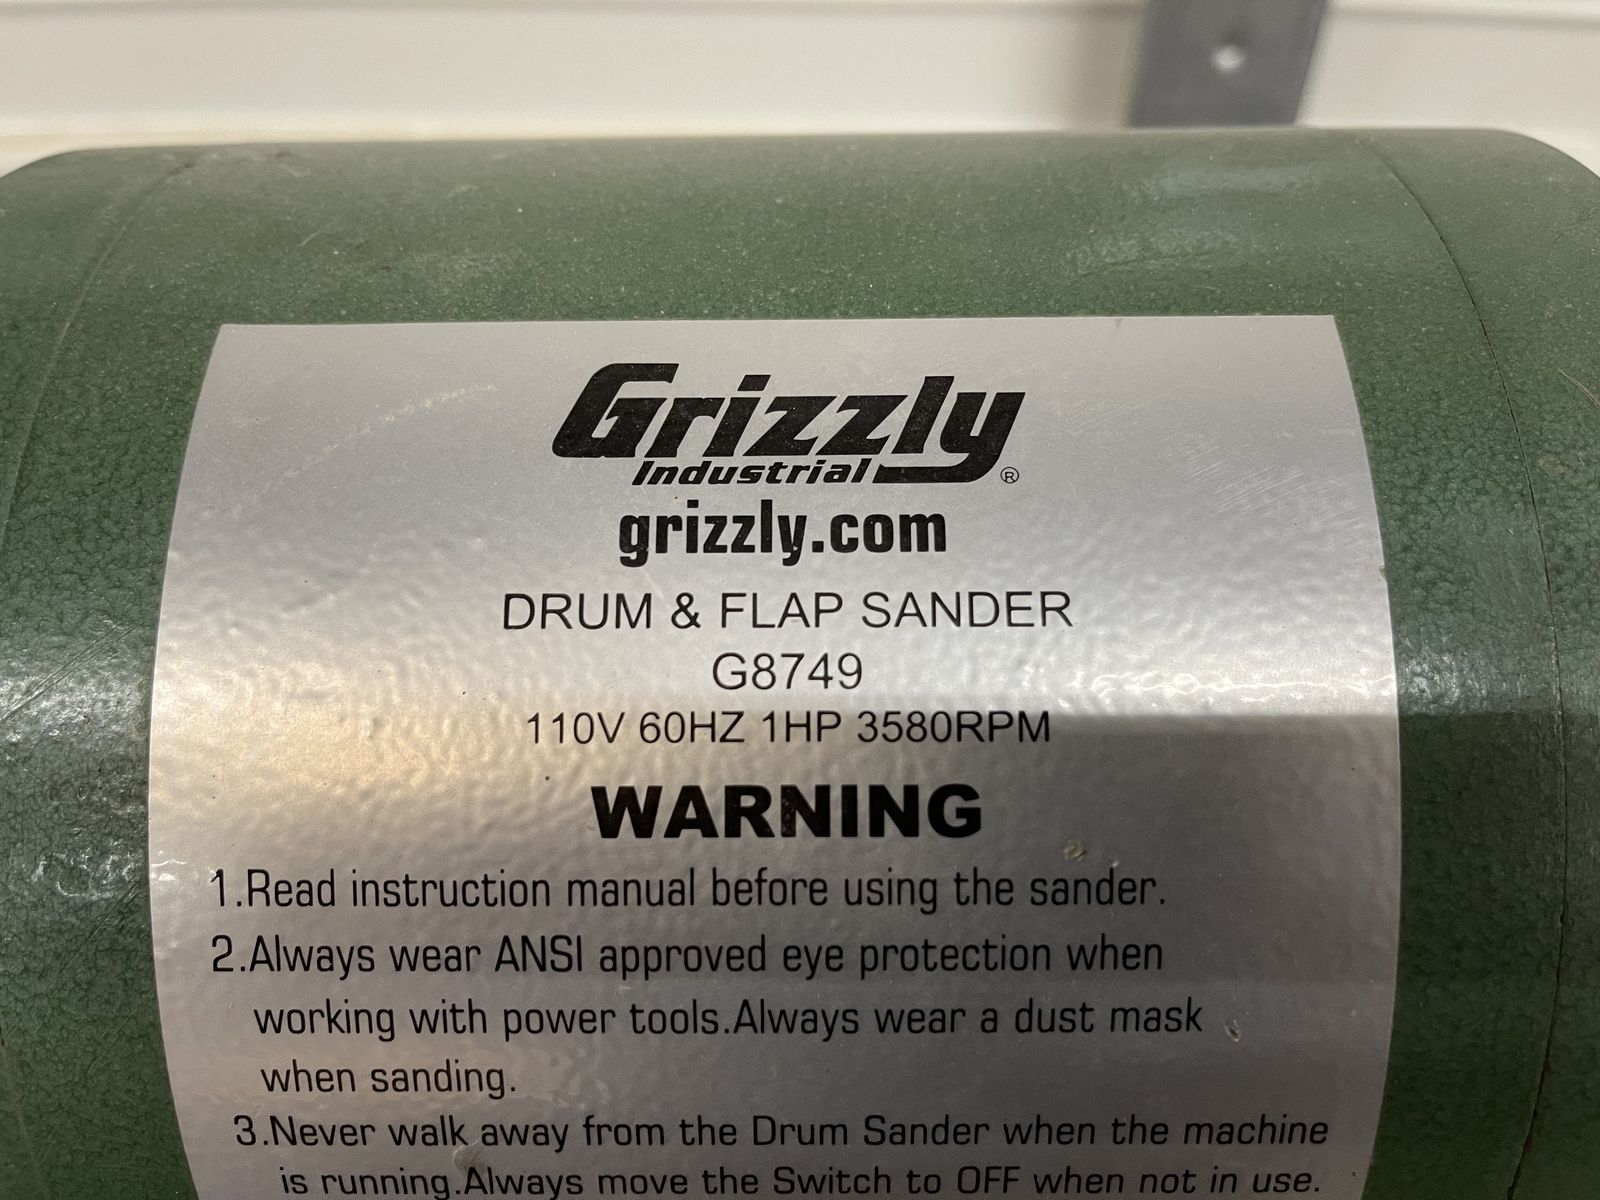 Grizzly
Industrial ®
grizzly.com
DRUM & FLAP SANDER
G8749
110V 60HZ 1HP 3580RPM
WARNING
1.Read instruction manual before using the sander.
2.Always wear ANSI approved eye protection when
working with power tools.Always wear a dust mask
when sanding.
3.Never walk away from the Drum Sander when the machine
is running.Always move the Switch to OFF when not in use.